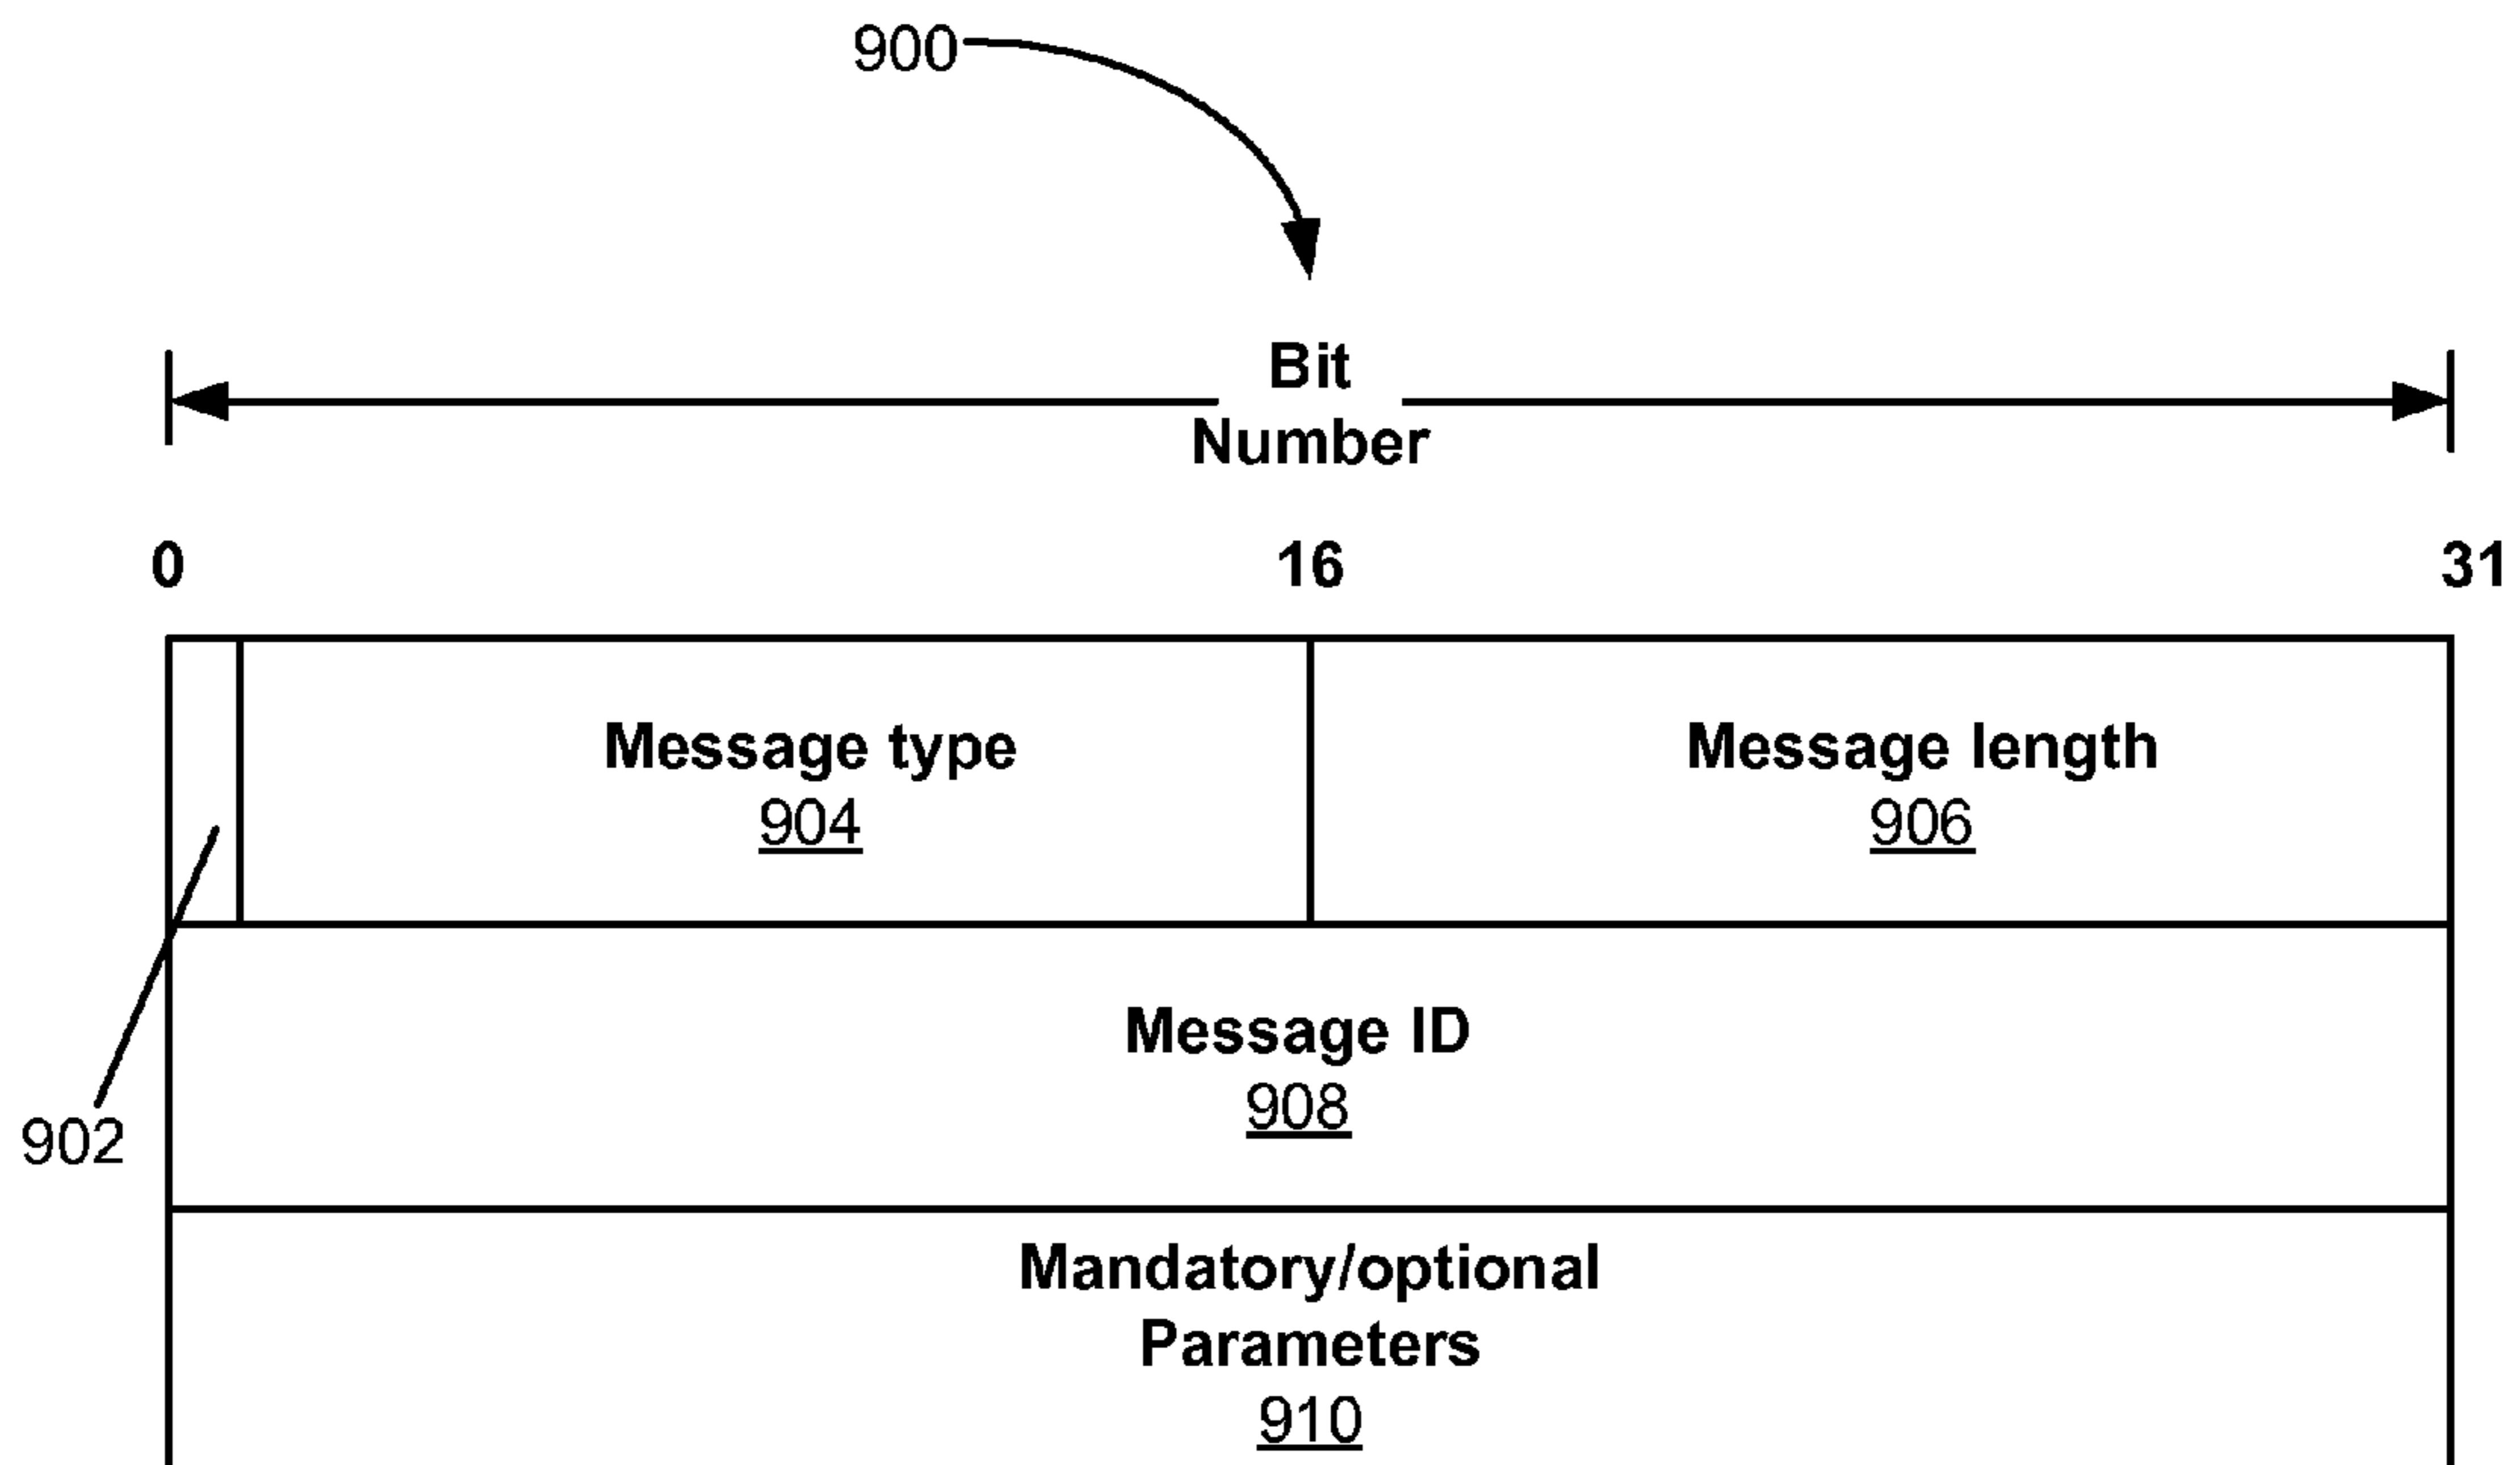 900
Bit
Number
0 16 31
Message type Message length
904 906
Message ID
908
902
Mandatory/optional
Parameters
910